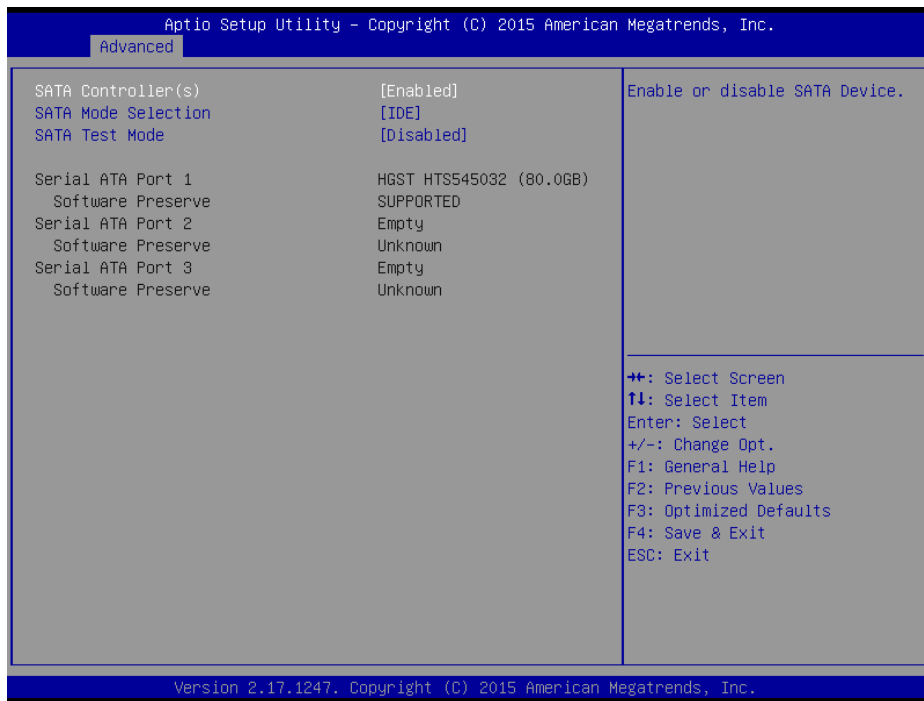 Aptio Setup Utility – Copyright (C) 2015 American Megatrends, Inc.
Advanced
SATA Controller(s) [Enabled]
SATA Mode Selection [IDE]
SATA Test Mode [Disabled]
Serial ATA Port 1 HGST HTS545032 (80.0GB)
Software Preserve SUPPORTED
Serial ATA Port 2 Empty
Software Preserve Unknown
Serial ATA Port 3 Empty
Software Preserve Unknown
Enable or disable SATA Device.
→←: Select Screen
↑↓: Select Item
Enter: Select
+/-: Change Opt.
F1: General Help
F2: Previous Values
F3: Optimized Defaults
F4: Save & Exit
ESC: Exit
Version 2.17.1247. Copyright (C) 2015 American Megatrends, Inc.